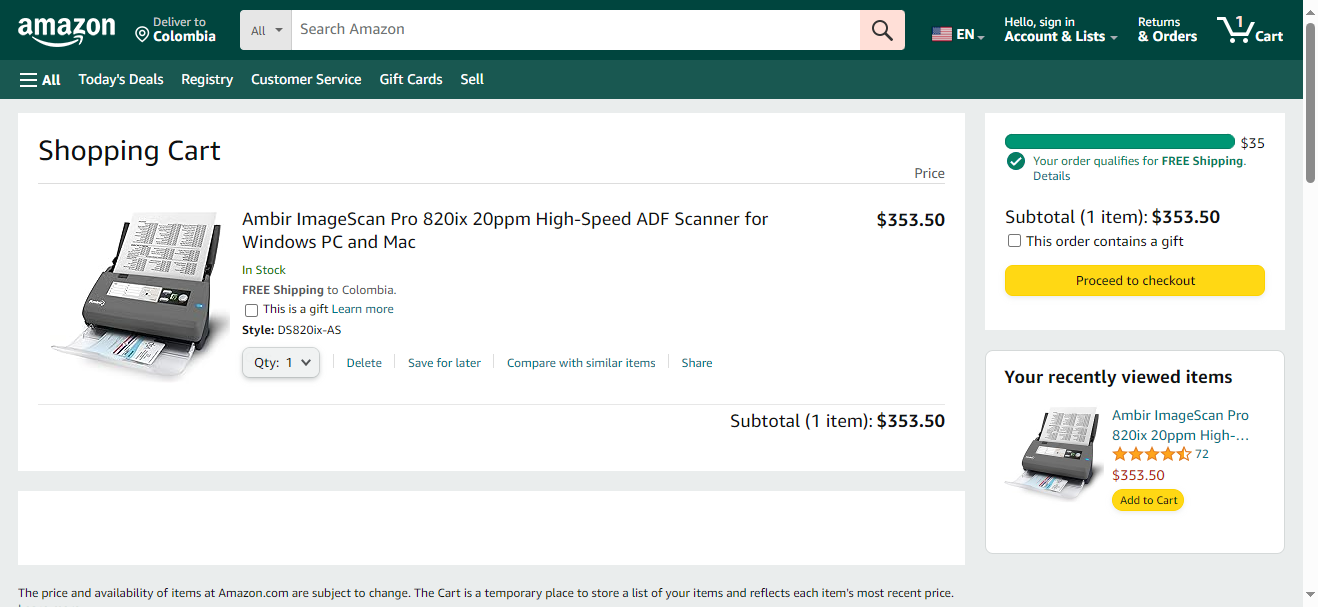 amazon
Deliver to
Colombia
All
Search Amazon
EN
Hello, sign in
Account & Lists
Returns
& Orders
1
Cart
All
Today's Deals
Registry
Customer Service
Gift Cards
Sell
Shopping Cart
Price
Ambir ImageScan Pro 820ix 20ppm High-Speed ADF Scanner for
Windows PC and Mac
$353.50
In Stock
FREE Shipping to Colombia.
This is a gift Learn more
Style: DS820ix-AS
Qty: 1
Delete
Save for later
Compare with similar items
Share
Subtotal (1 item): $353.50
$35
Your order qualifies for FREE Shipping.
Details
Subtotal (1 item): $353.50
This order contains a gift
Proceed to checkout
Your recently viewed items
Ambir ImageScan Pro
820ix 20ppm High-...
72
$353.50
Add to Cart
The price and availability of items at Amazon.com are subject to change. The Cart is a temporary place to store a list of your items and reflects each item's most recent price.